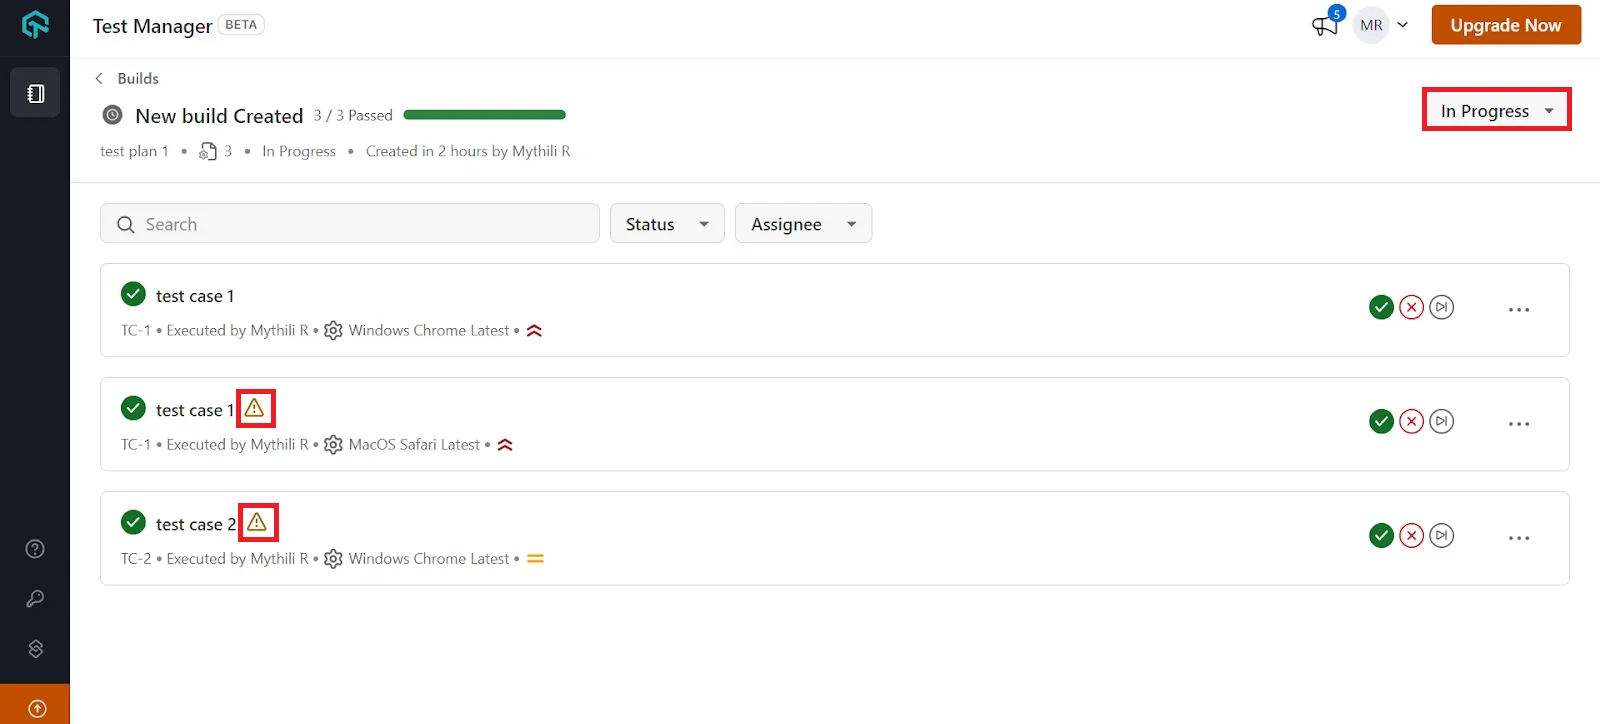 Test Manager BETA
5
MR
Upgrade Now
Builds
New build Created 3 / 3 Passed
In Progress
test plan 1 • 3 • In Progress • Created in 2 hours by Mythili R
Search
Status
Assignee
test case 1
TC-1 • Executed by Mythili R • Windows Chrome Latest •
test case 1
TC-1 • Executed by Mythili R • MacOS Safari Latest •
test case 2
TC-2 • Executed by Mythili R • Windows Chrome Latest •